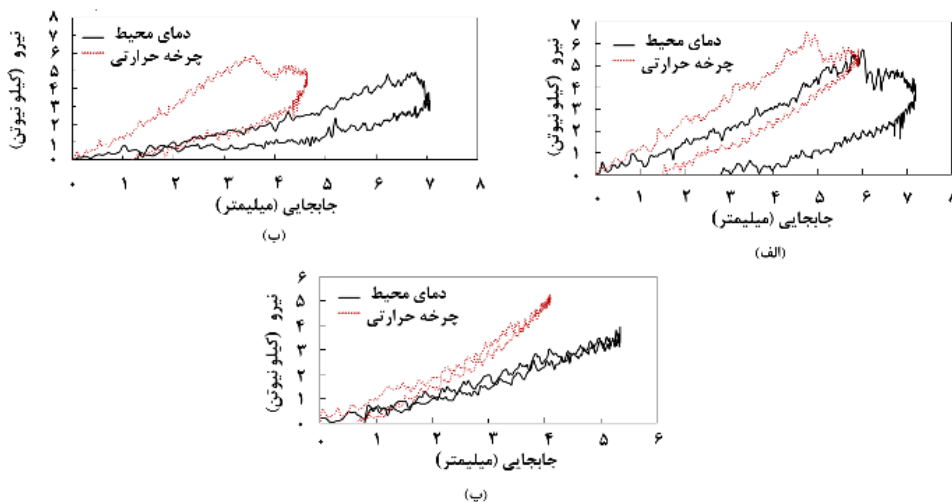 ۸
۷
۶
۵
۴
۳
۲
۱
۰
نیرو (کیلو نیوتن)
دمای محیط
چرخه حرارتی
۰ ۱ ۲ ۳ ۴ ۵ ۶ ۷ ۸
جابجایی (میلیمتر)
(ب)
۷
۶
۵
۴
۳
۲
۱
۰
نیرو (کیلو نیوتن)
دمای محیط
چرخه حرارتی
۰ ۱ ۲ ۳ ۴ ۵ ۶ ۷ ۸
جابجایی (میلیمتر)
(الف)
۶
۵
۴
۳
۲
۱
۰
نیرو (کیلو نیوتن)
دمای محیط
چرخه حرارتی
۰ ۱ ۲ ۳ ۴ ۵ ۶
جابجایی (میلیمتر)
(پ)